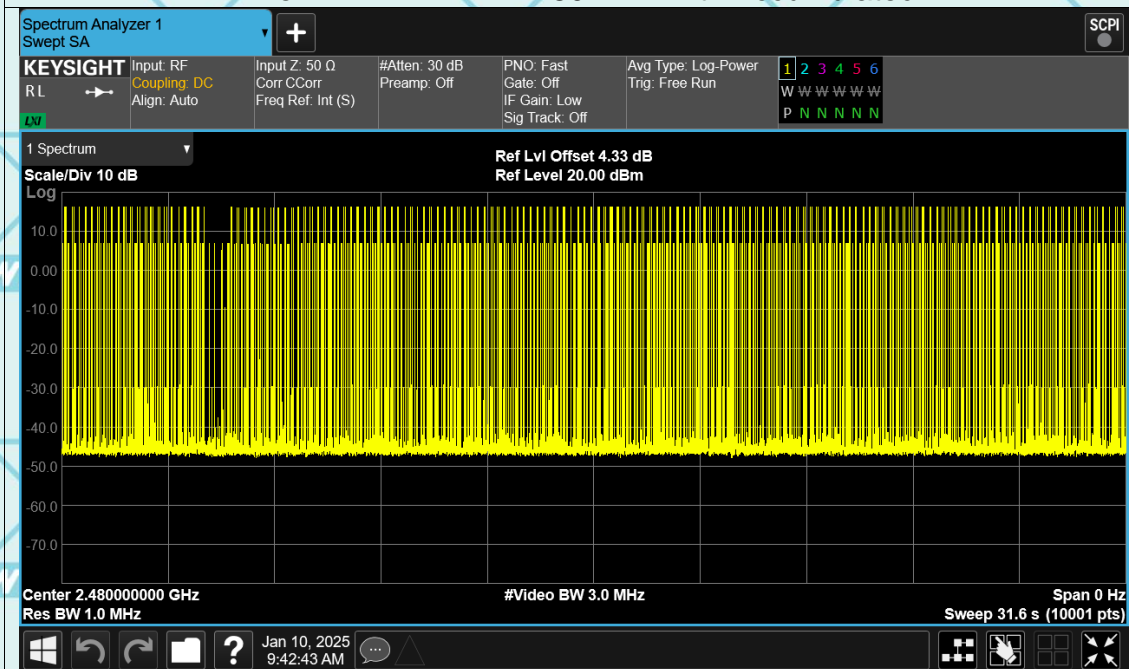 Spectrum Analyzer 1
Swept SA
+
SCPI
KEYSIGHT
RL
LXI
Input: RF
Coupling: DC
Align: Auto
Input Z: 50 Ω
Corr CCorr
Freq Ref: Int (S)
#Atten: 30 dB
Preamp: Off
PNO: Fast
Gate: Off
IF Gain: Low
Sig Track: Off
Avg Type: Log-Power
Trig: Free Run
1 2 3 4 5 6
W W W W W W
P N N N N N
1 Spectrum
Scale/Div 10 dB
Ref Lvl Offset 4.33 dB
Ref Level 20.00 dBm
Log
10.0
0.00
-10.0
-20.0
-30.0
-40.0
-50.0
-60.0
-70.0
Center 2.480000000 GHz
#Video BW 3.0 MHz
Span 0 Hz
Res BW 1.0 MHz
Sweep 31.6 s (10001 pts)
?
Jan 10, 2025
9:42:43 AM